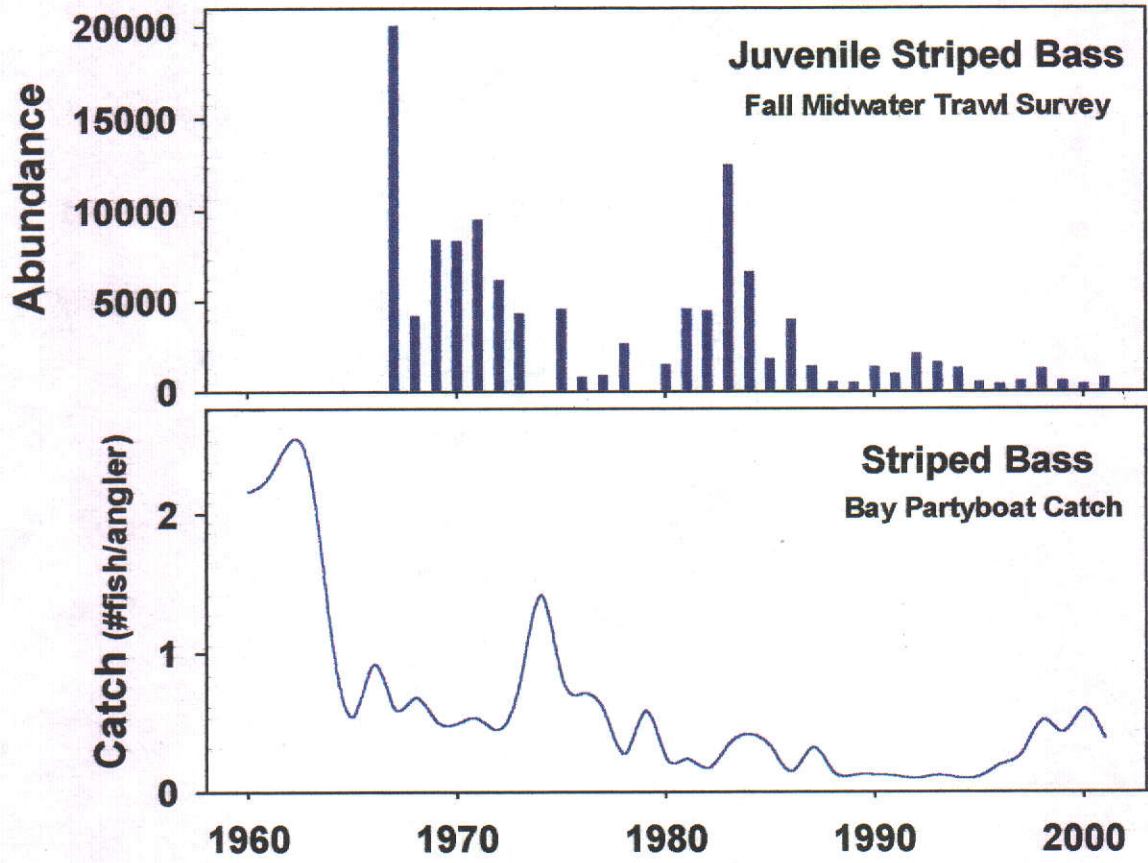 20000
15000
10000
5000
0
Abundance
Juvenile Striped Bass
Fall Midwater Trawl Survey
2
1
0
Catch (#fish/angler)
Striped Bass
Bay Partyboat Catch
1960 1970 1980 1990 2000